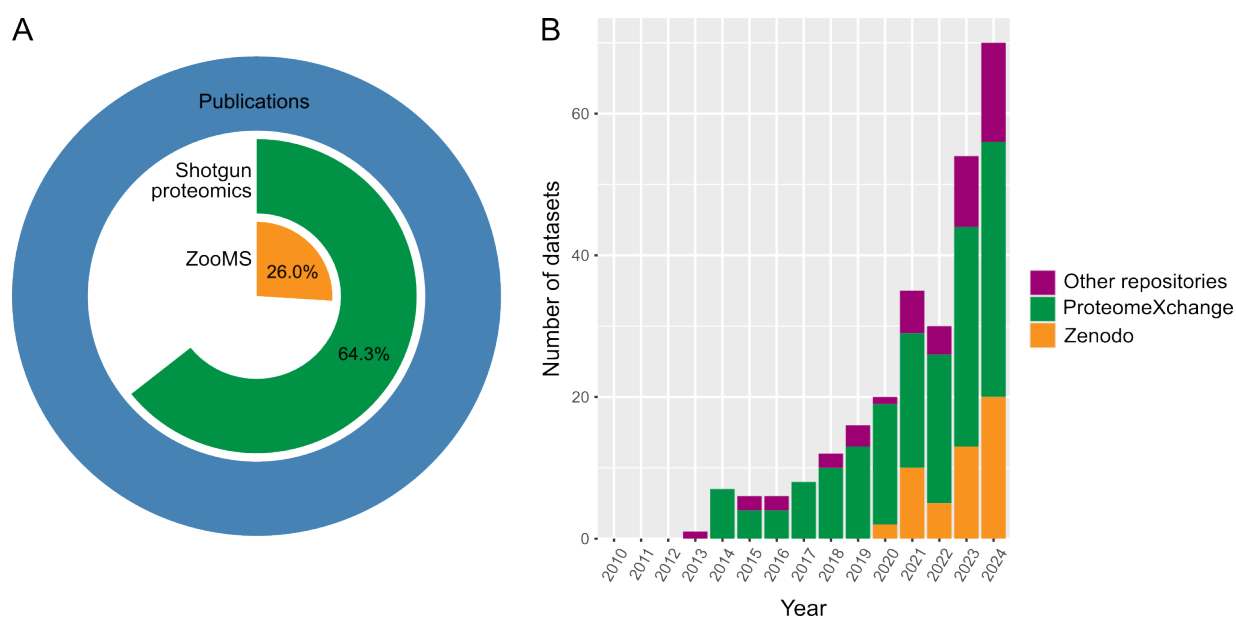 A
Publications
Shotgun
proteomics
ZooMS
26.0%
64.3%
B
Number of datasets
60
40
20
0
2010
2011
2012
2013
2014
2015
2016
2017
2018
2019
2020
2021
2022
2023
2024
Year
Other repositories
ProteomeXchange
Zenodo